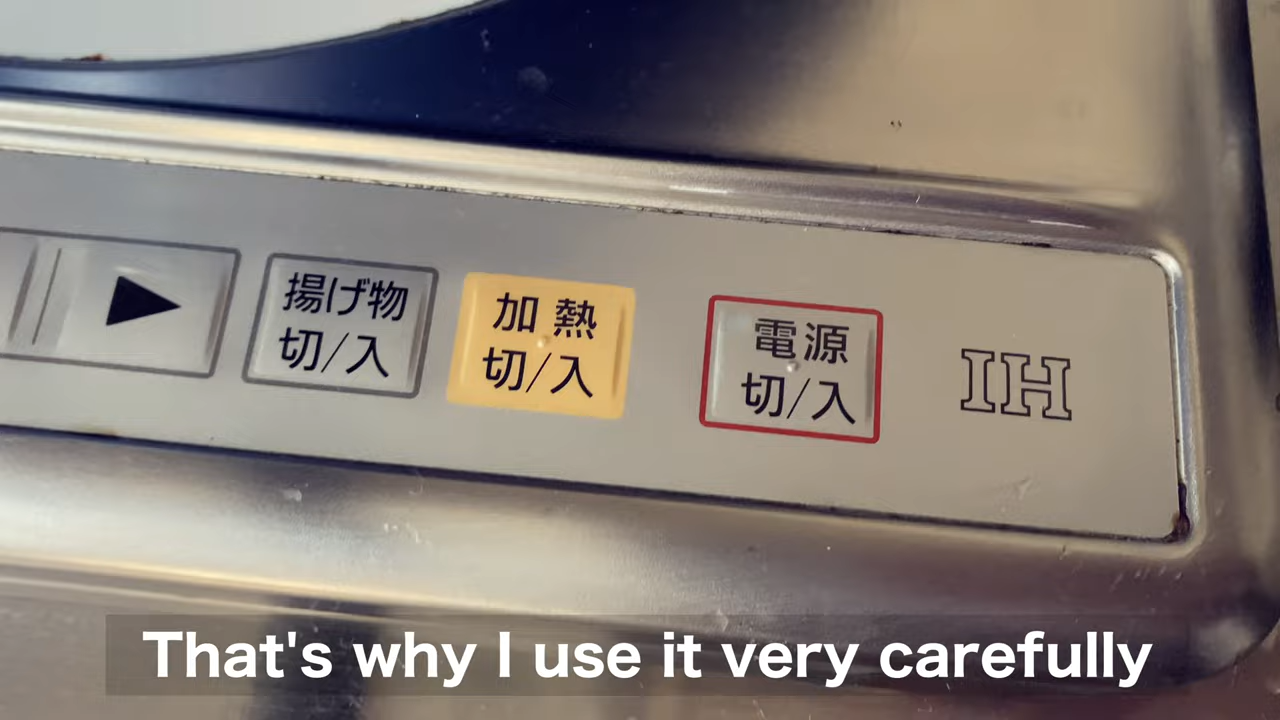 ▶
揚げ物
切/入
加熱
切/入
電源
切/入
IH
That's why I use it very carefully